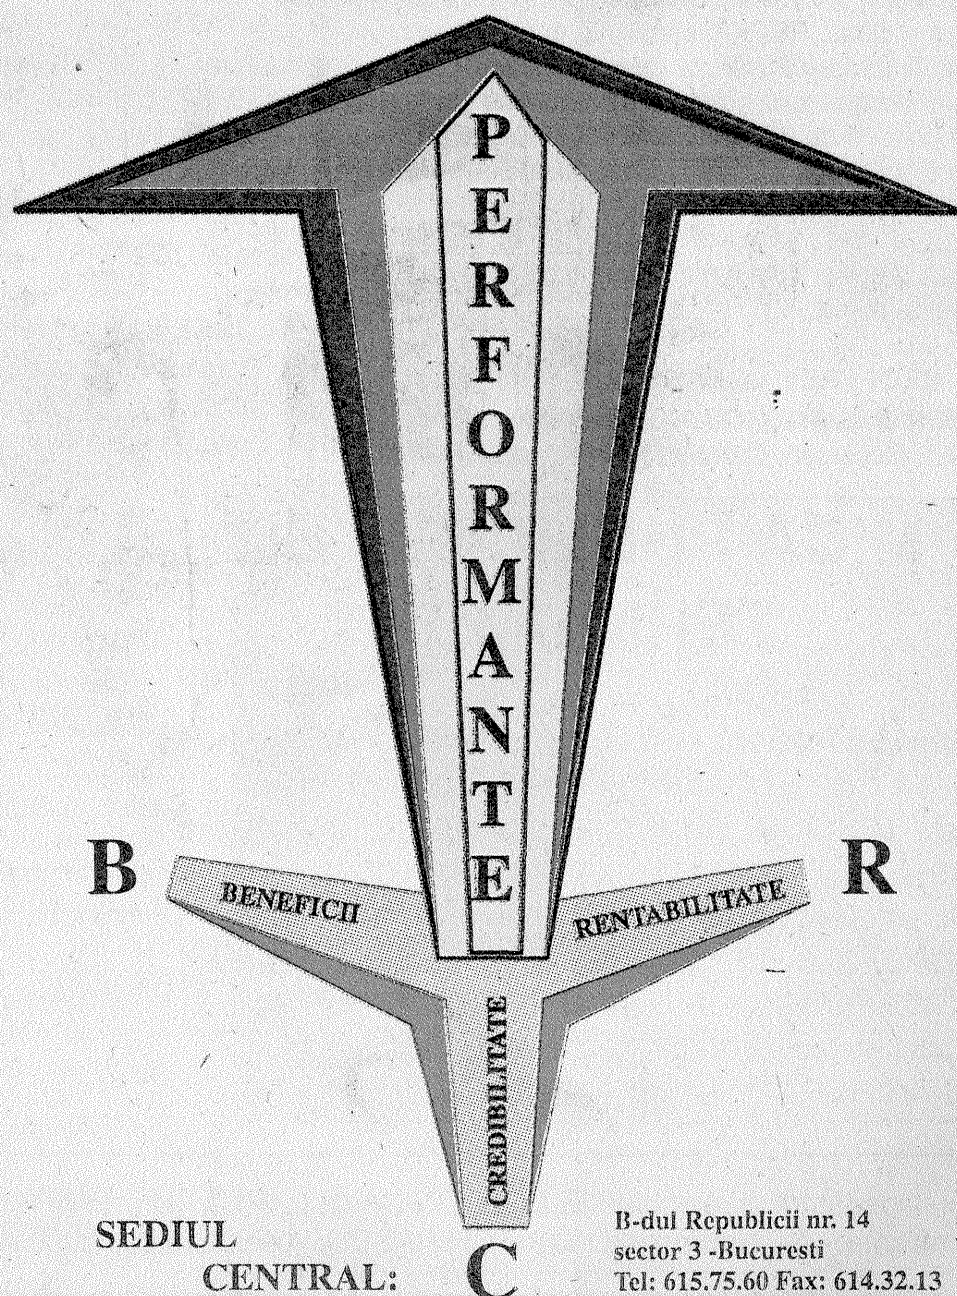 PERFORMANTE
B
R
BENEFICII
RENTABILITATE
CREDIBILITATE
SEDIUL
CENTRAL:
C
B-dul Republicii nr. 14
sector 3 -Bucuresti
Tel: 615.75.60 Fax: 614.32.13